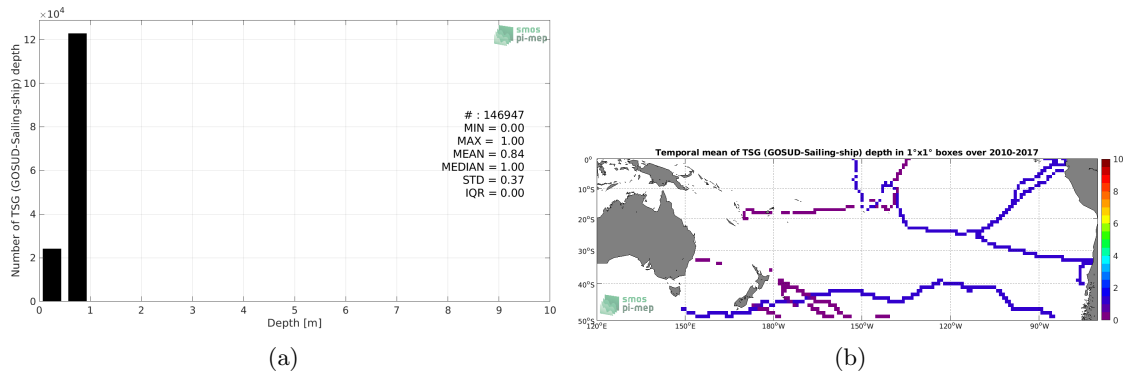 ×10⁴
12
10
8
6
4
2
0
0 1 2 3 4 5 6 7 8 9 10
Number of TSG (GOSUD-Sailing-ship) depth
Depth [m]
smos
pi-mep
# : 146947
MIN = 0.00
MAX = 1.00
MEAN = 0.84
MEDIAN = 1.00
STD = 0.37
IQR = 0.00
(a)
Temporal mean of TSG (GOSUD-Sailing-ship) depth in 1°x1° boxes over 2010-2017
0°
10°S
20°S
30°S
40°S
50°S
120°E 150°E 180°W 150°W 120°W 90°W
10
8
6
4
2
0
smos
pi-mep
(b)